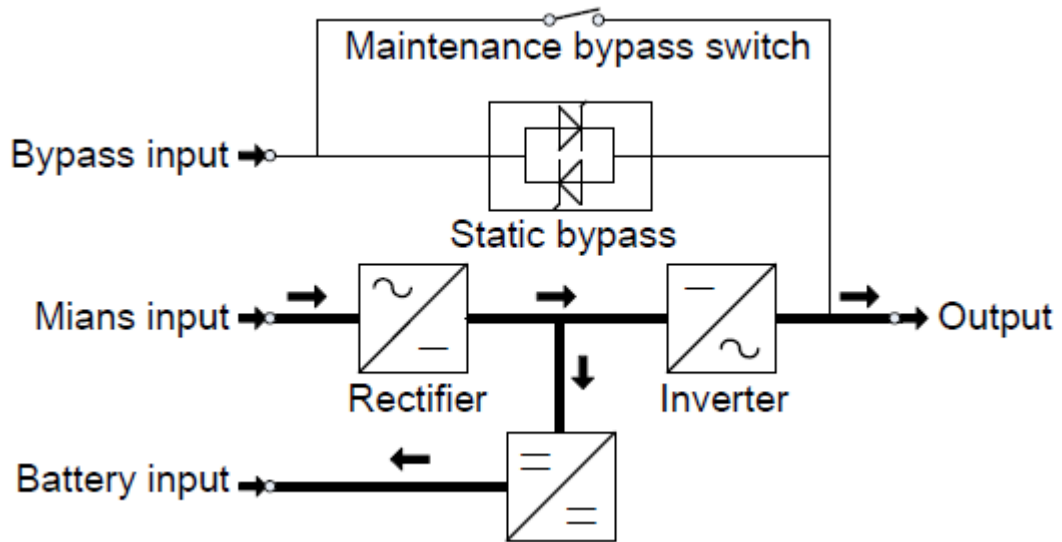 Maintenance bypass switch
Bypass input
Static bypass
Mians input
Output
Rectifier
Inverter
Battery input